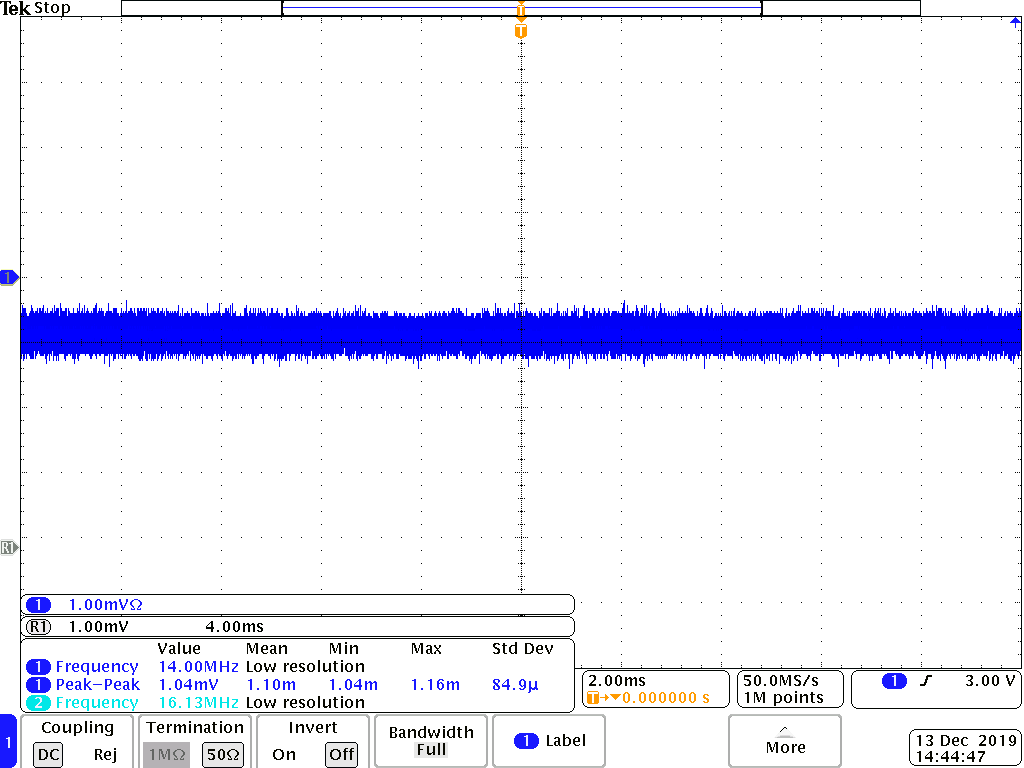 Tek Stop
T
T
1
R1
1 1.00mVΩ
R1 1.00mV 4.00ms
Value Mean Min Max Std Dev
1 Frequency 14.00MHz Low resolution
1 Peak–Peak 1.04mV 1.10m 1.04m 1.16m 84.9µ
2 Frequency 16.13MHz Low resolution
2.00ms
T→▼0.000000 s
50.0MS/s
1M points
1 3.00 V
1
Coupling
DC Rej
Termination
1MΩ 50Ω
Invert
On Off
Bandwidth
Full
1 Label
More
13 Dec 2019
14:44:47